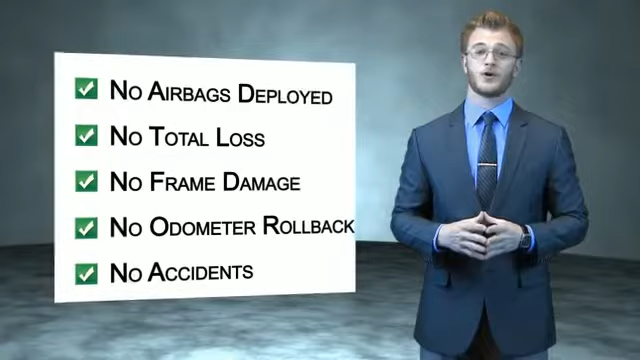 No Airbags Deployed
No Total Loss
No Frame Damage
No Odometer Rollback
No Accidents